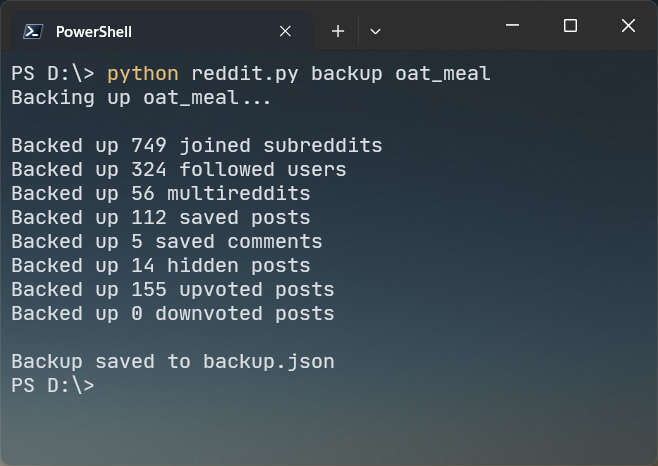 PowerShell
PS D:\> python reddit.py backup oat_meal
Backing up oat_meal...
Backed up 749 joined subreddits
Backed up 324 followed users
Backed up 56 multireddits
Backed up 112 saved posts
Backed up 5 saved comments
Backed up 14 hidden posts
Backed up 155 upvoted posts
Backed up 0 downvoted posts
Backup saved to backup.json
PS D:\>